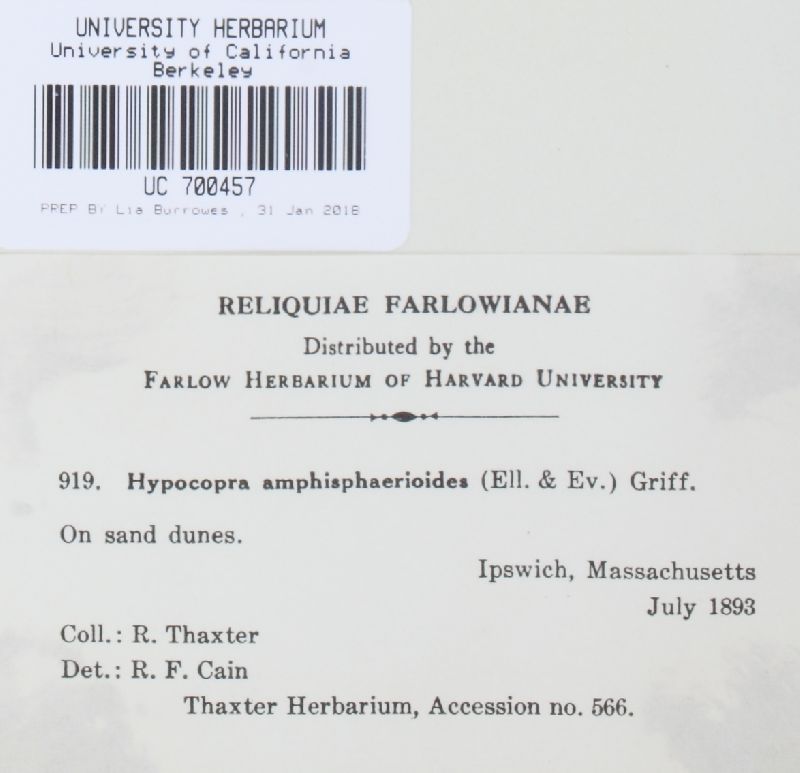 UNIVERSITY HERBARIUM
University of California
Berkeley
UC 700457
PREP BY Lia Burrowes , 31 Jan 2018
RELIQUIAE FARLOWIANAE
Distributed by the
FARLOW HERBARIUM OF HARVARD UNIVERSITY
919. Hypocopra amphisphaerioides (Ell. & Ev.) Griff.
On sand dunes.
Ipswich, Massachusetts
July 1893
Coll.: R. Thaxter
Det.: R. F. Cain
Thaxter Herbarium, Accession no. 566.